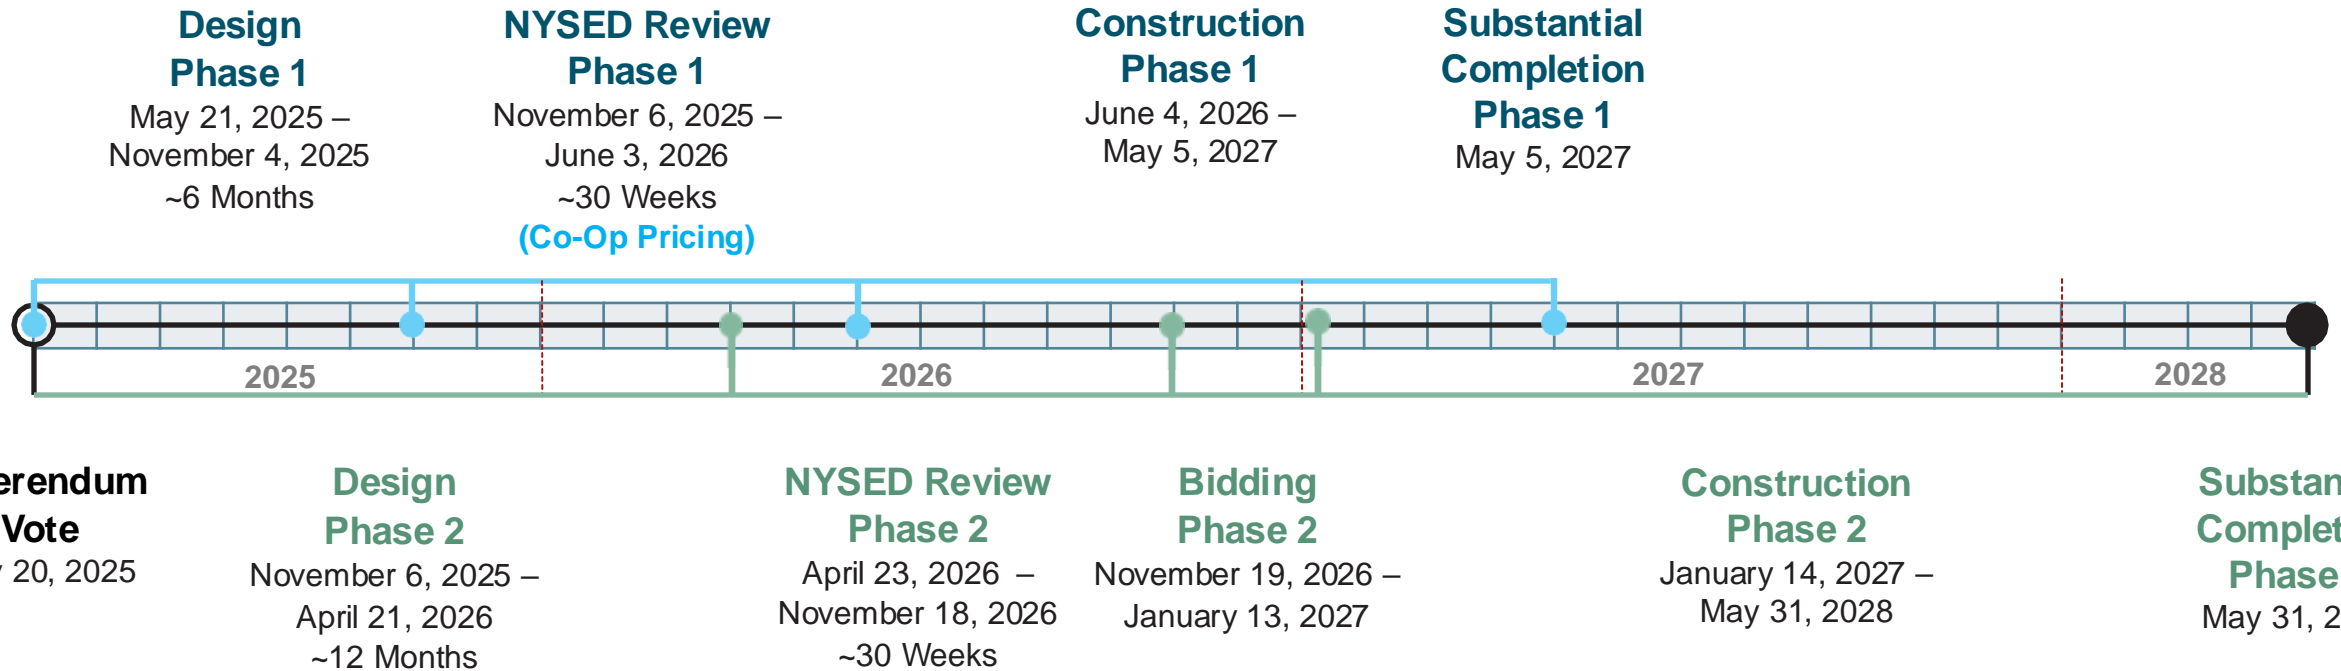 Design
Phase 1
May 21, 2025 –
November 4, 2025
~6 Months
NYSED Review
Phase 1
November 6, 2025 –
June 3, 2026
~30 Weeks
(Co-Op Pricing)
Construction
Phase 1
June 4, 2026 –
May 5, 2027
Substantial
Completion
Phase 1
May 5, 2027
2025
2026
2027
2028
erendum
Vote
20, 2025
Design
Phase 2
November 6, 2025 –
April 21, 2026
~12 Months
NYSED Review
Phase 2
April 23, 2026 –
November 18, 2026
~30 Weeks
Bidding
Phase 2
November 19, 2026 –
January 13, 2027
Construction
Phase 2
January 14, 2027 –
May 31, 2028
Substan
Complet
Phase
May 31, 2